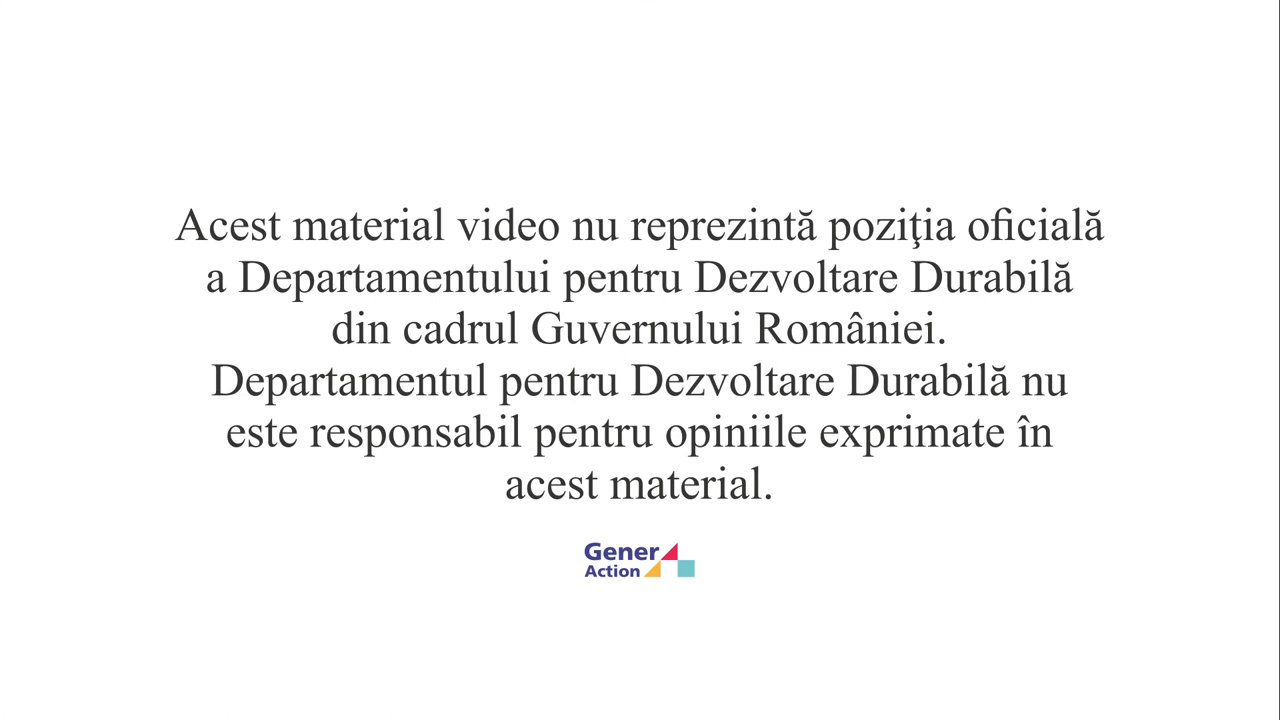 Acest material video nu reprezintă poziţia oficială
a Departamentului pentru Dezvoltare Durabilă
din cadrul Guvernului României.
Departamentul pentru Dezvoltare Durabilă nu
este responsabil pentru opiniile exprimate în
acest material.
Gener
Action